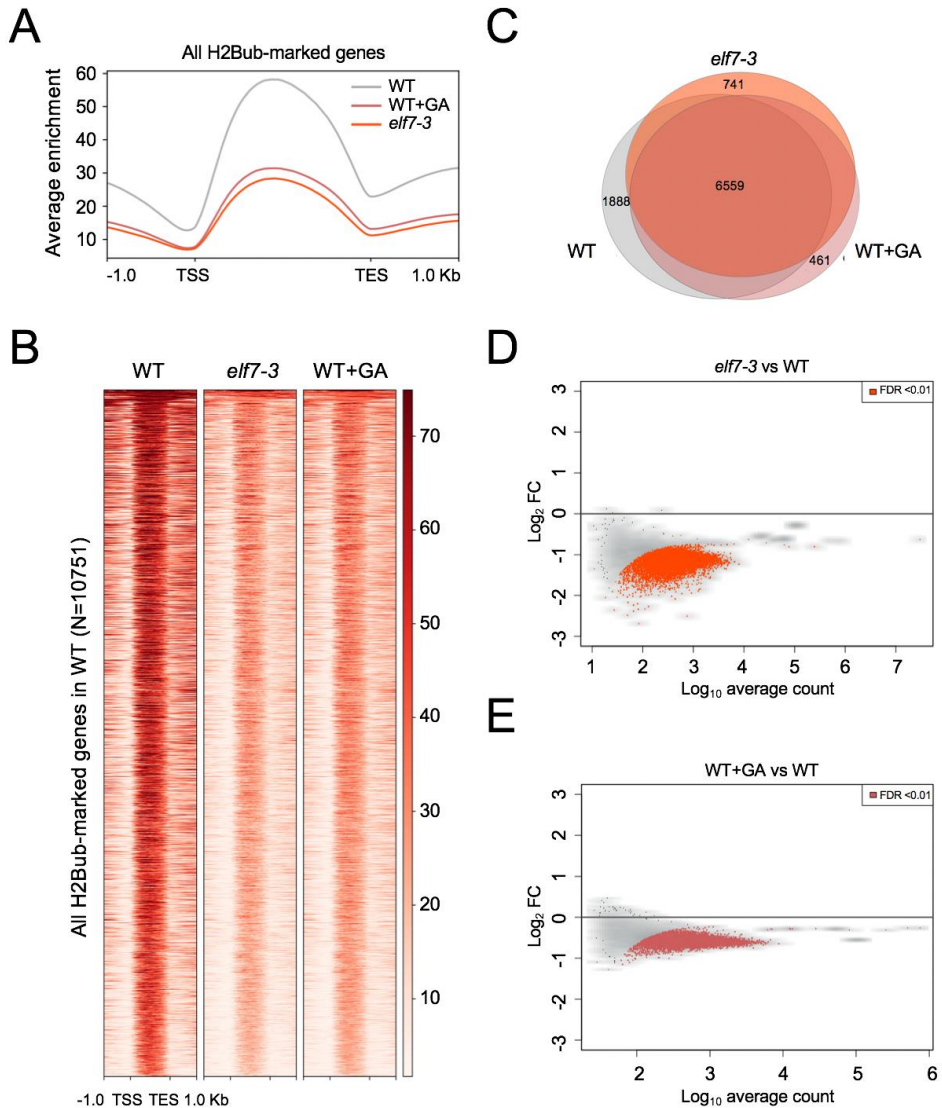 A
All H2Bub-marked genes
Average enrichment
60
50
40
30
20
10
WT
WT+GA
elf7-3
-1.0 TSS TES 1.0 Kb
B
WT elf7-3 WT+GA
All H2Bub-marked genes in WT (N=10751)
70
60
50
40
30
20
10
-1.0 TSS TES 1.0 Kb
C
elf7-3
741
6559
1888
461
WT
WT+GA
D
elf7-3 vs WT
FDR <0.01
Log2 FC
3
2
1
0
-1
-2
-3
1 2 3 4 5 6 7
Log10 average count
E
WT+GA vs WT
FDR <0.01
Log2 FC
3
2
1
0
-1
-2
-3
2 3 4 5 6
Log10 average count